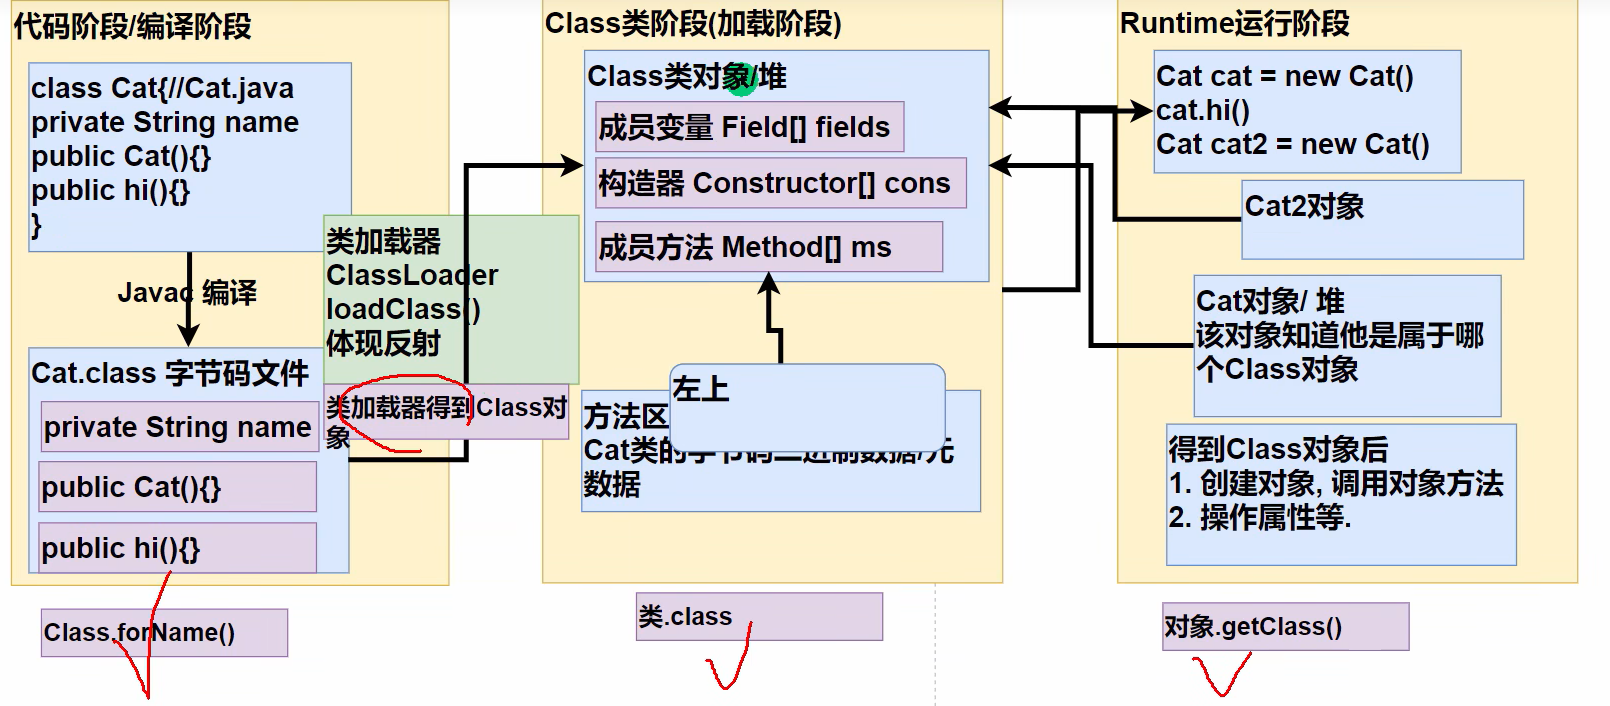 代码阶段/编译阶段
class Cat{//Cat.java
private String name
public Cat(){}
public hi(){}
}
Javac 编译
Cat.class 字节码文件
private String name
public Cat(){}
public hi(){}
Class.forName()
类加载器
ClassLoader
loadClass()
体现反射
类加载器得到Class对
象
Class类阶段(加载阶段)
Class类对象/堆
成员变量 Field[] fields
构造器 Constructor[] cons
成员方法 Method[] ms
左上
方法区
Cat类的字节码二进制数据/元
数据
类.class
Runtime运行阶段
Cat cat = new Cat()
cat.hi()
Cat cat2 = new Cat()
Cat2对象
Cat对象/ 堆
该对象知道他是属于哪
个Class对象
得到Class对象后
1. 创建对象, 调用对象方法
2. 操作属性等.
对象.getClass()